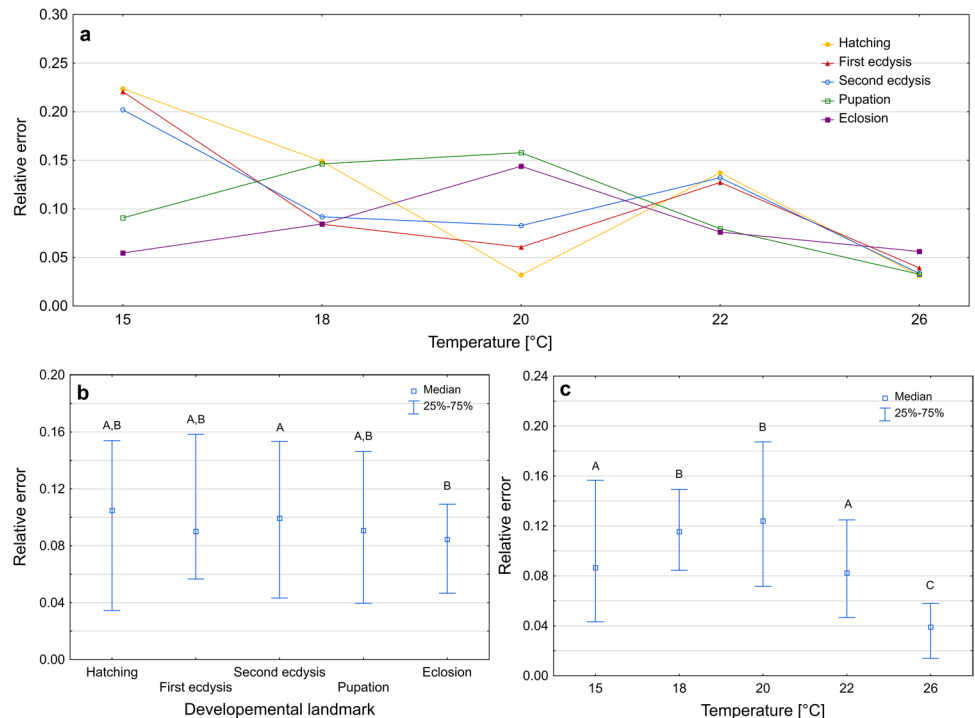 a
0.30
0.25
0.20
0.15
0.10
0.05
0.00
Relative error
Hatching
First ecdysis
Second ecdysis
Pupation
Eclosion
15 18 20 22 26
Temperature [°C]
b
0.20
0.16
0.12
0.08
0.04
0.00
Relative error
Median
25%-75%
A,B A,B A A,B B
Hatching Second ecdysis Eclosion
First ecdysis Pupation
Developemental landmark
c
0.24
0.20
0.16
0.12
0.08
0.04
0.00
Relative error
Median
25%-75%
A B B A C
15 18 20 22 26
Temperature [°C]